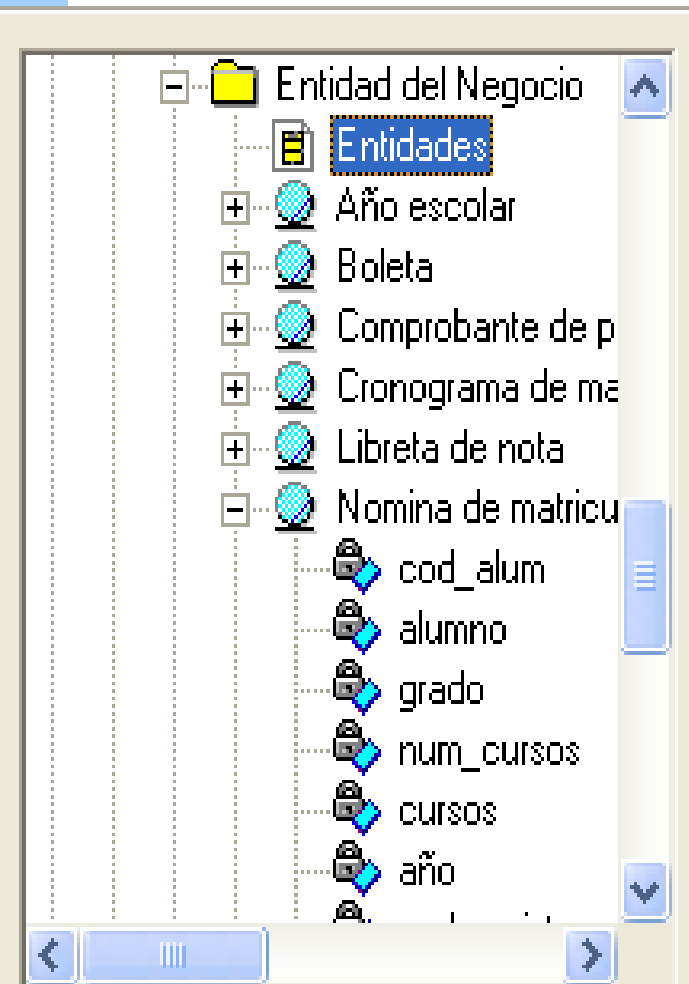 Entidad del Negocio
Entidades
Año escolar
Boleta
Comprobante de p
Cronograma de ma
Libreta de nota
Nomina de matricu
cod_alum
alumno
grado
num_cursos
cursos
año